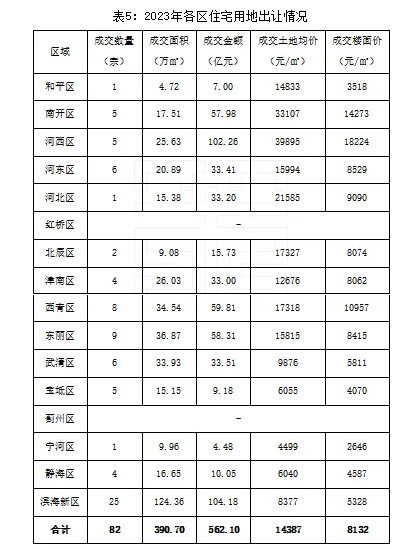 表5：2023年各区住宅用地出让情况
区域 成交数量（宗） 成交面积（万㎡） 成交金额（亿元） 成交土地均价（元/㎡） 成交楼面价（元/㎡）
和平区 1 4.72 7.00 14833 3518
南开区 5 17.51 57.98 33107 14273
河西区 5 25.63 102.26 39895 18224
河东区 6 20.89 33.41 15994 8529
河北区 1 15.38 33.20 21585 9090
红桥区 -
北辰区 2 9.08 15.73 17327 8074
津南区 4 26.03 33.00 12676 8062
西青区 8 34.54 59.81 17318 10957
东丽区 9 36.87 58.31 15815 8415
武清区 6 33.93 33.51 9876 5811
宝坻区 5 15.15 9.18 6055 4070
蓟州区 -
宁河区 1 9.96 4.48 4499 2646
静海区 4 16.65 10.05 6040 4587
滨海新区 25 124.36 104.18 8377 5328
合计 82 390.70 562.10 14387 8132